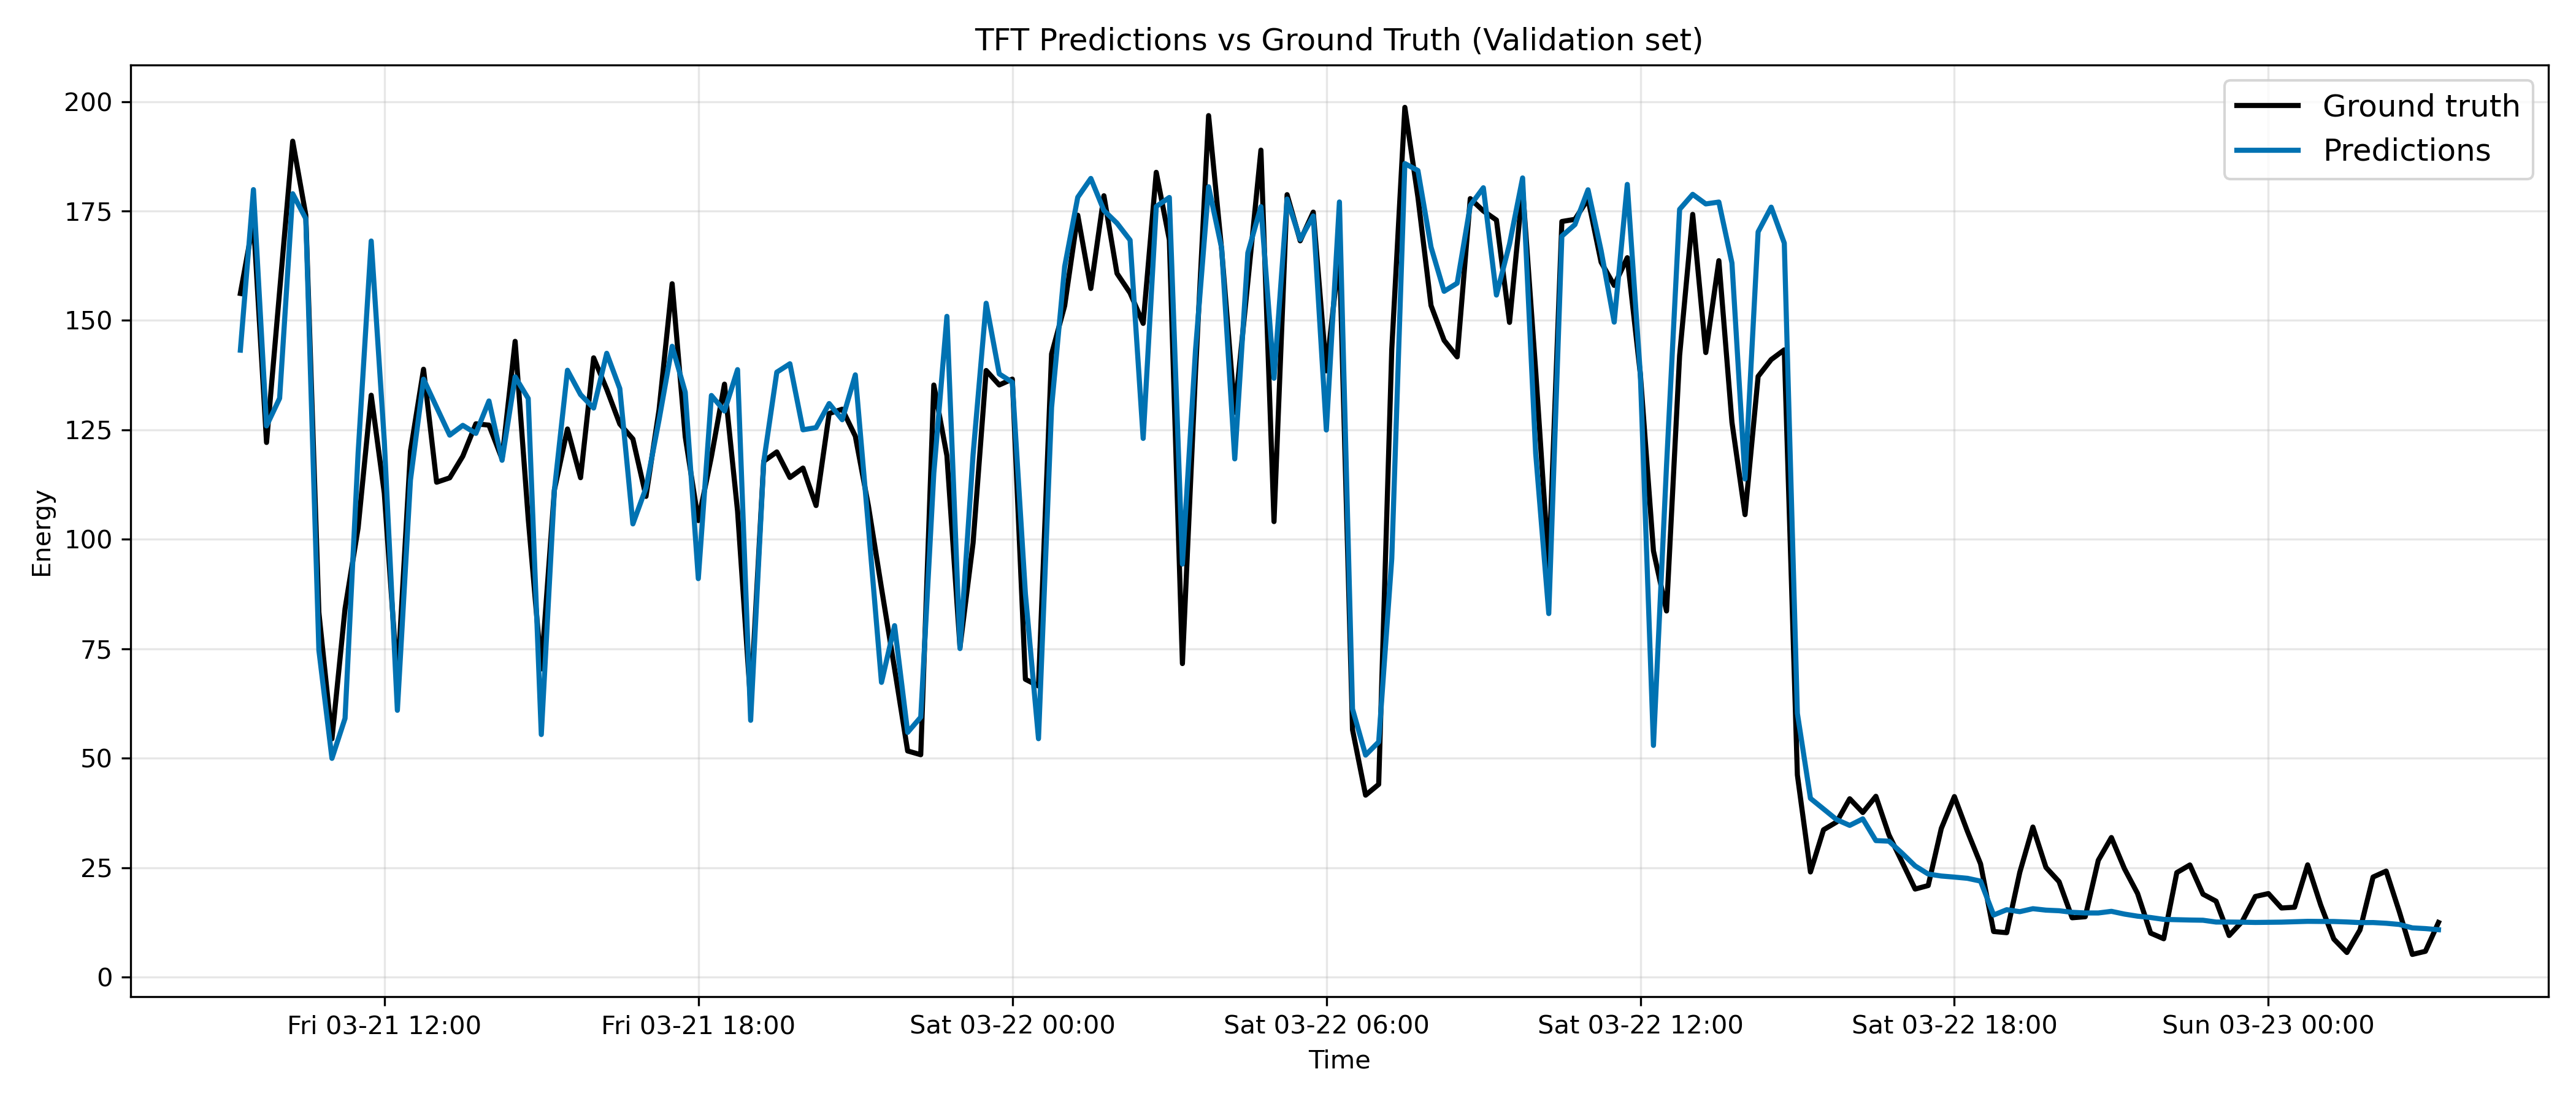 TFT Predictions vs Ground Truth (Validation set)
Ground truth
Predictions
Energy
200
175
150
125
100
75
50
25
0
Fri 03-21 12:00
Fri 03-21 18:00
Sat 03-22 00:00
Sat 03-22 06:00
Sat 03-22 12:00
Sat 03-22 18:00
Sun 03-23 00:00
Time